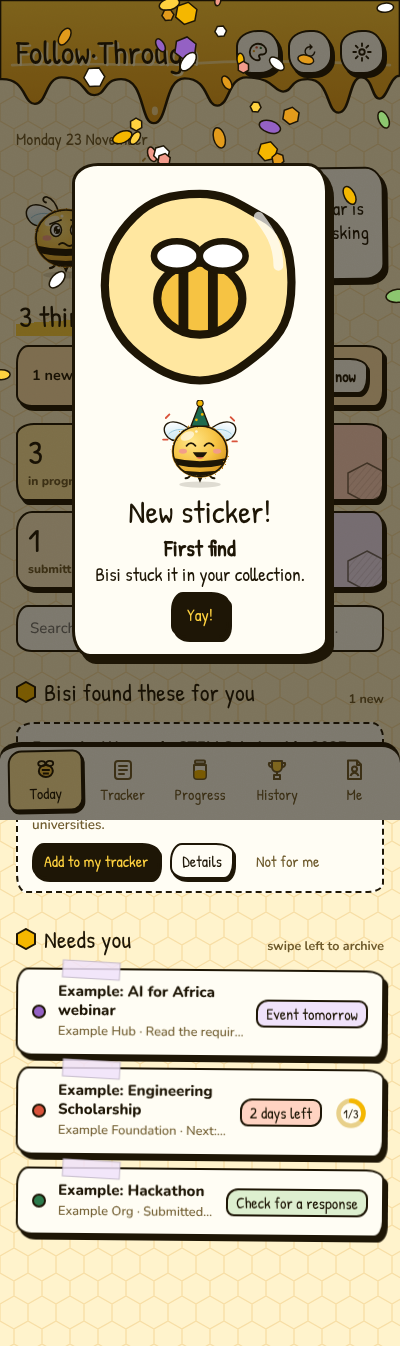 Follow-Throug
Monday 23 November
ar is
sking
3 thin
1 new
now
3
in progr
1
submitt
Search
New sticker!
First find
Bisi stuck it in your collection.
Yay!
Bisi found these for you
1 new
Today
Tracker
Progress
History
Me
universities.
Add to my tracker
Details
Not for me
Needs you
swipe left to archive
Example: AI for Africa
webinar
Example Hub · Read the requir...
Event tomorrow
Example: Engineering
Scholarship
Example Foundation · Next:...
2 days left
1/3
Example: Hackathon
Example Org · Submitted...
Check for a response